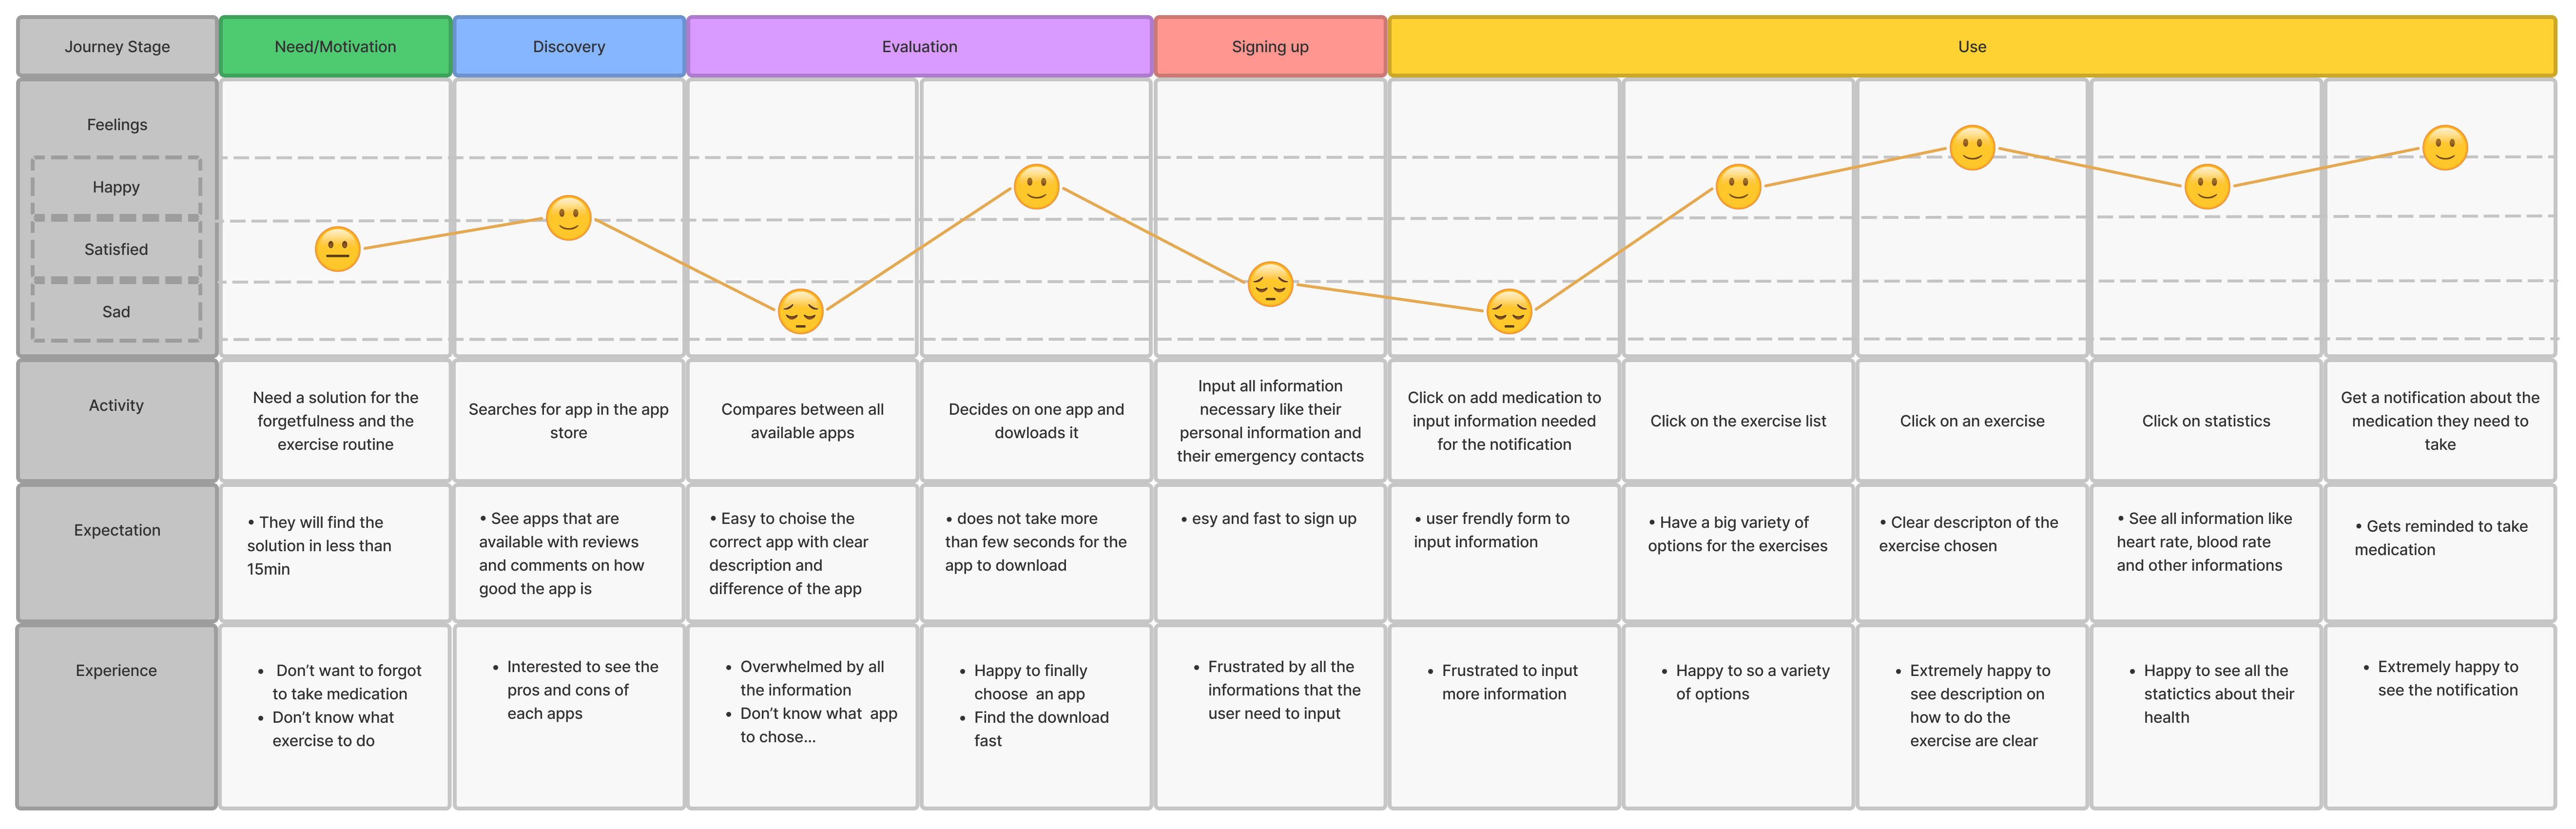 Journey Stage
Need/Motivation
Discovery
Evaluation
Signing up
Use
Feelings
Happy
Satisfied
Sad
Activity
Need a solution for the
forgetfulness and the
exercise routine
Searches for app in the app
store
Compares between all
available apps
Decides on one app and
dowloads it
Input all information
necessary like their
personal information and
their emergency contacts
Click on add medication to
input information needed
for the notification
Click on the exercise list
Click on an exercise
Click on statistics
Get a notification about the
medication they need to
take
Expectation
• They will find the
solution in less than
15min
• See apps that are
available with reviews
and comments on how
good the app is
• Easy to choise the
correct app with clear
description and
difference of the app
• does not take more
than few seconds for the
app to download
• esy and fast to sign up
• user frendly form to
input information
• Have a big variety of
options for the exercises
• Clear descripton of the
exercise chosen
• See all information like
heart rate, blood rate
and other informations
• Gets reminded to take
medication
Experience
• Don’t want to forgot
to take medication
• Don’t know what
exercise to do
• Interested to see the
pros and cons of
each apps
• Overwhelmed by all
the information
• Don’t know what app
to chose...
• Happy to finally
choose an app
• Find the download
fast
• Frustrated by all the
informations that the
user need to input
• Frustrated to input
more information
• Happy to so a variety
of options
• Extremely happy to
see description on
how to do the
exercise are clear
• Happy to see all the
statictics about their
health
• Extremely happy to
see the notification